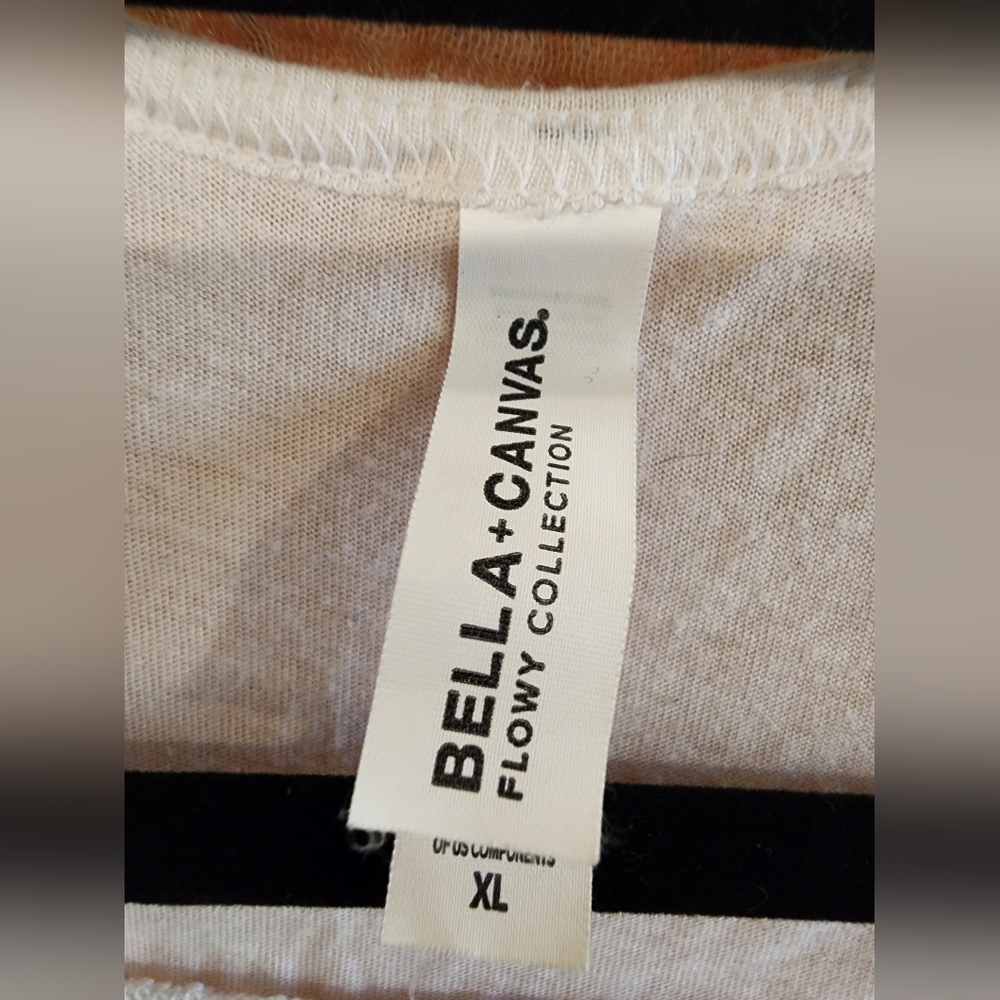 BELLA+CANVAS.
FLOWY COLLECTION
OF US COMPONENTS
XL